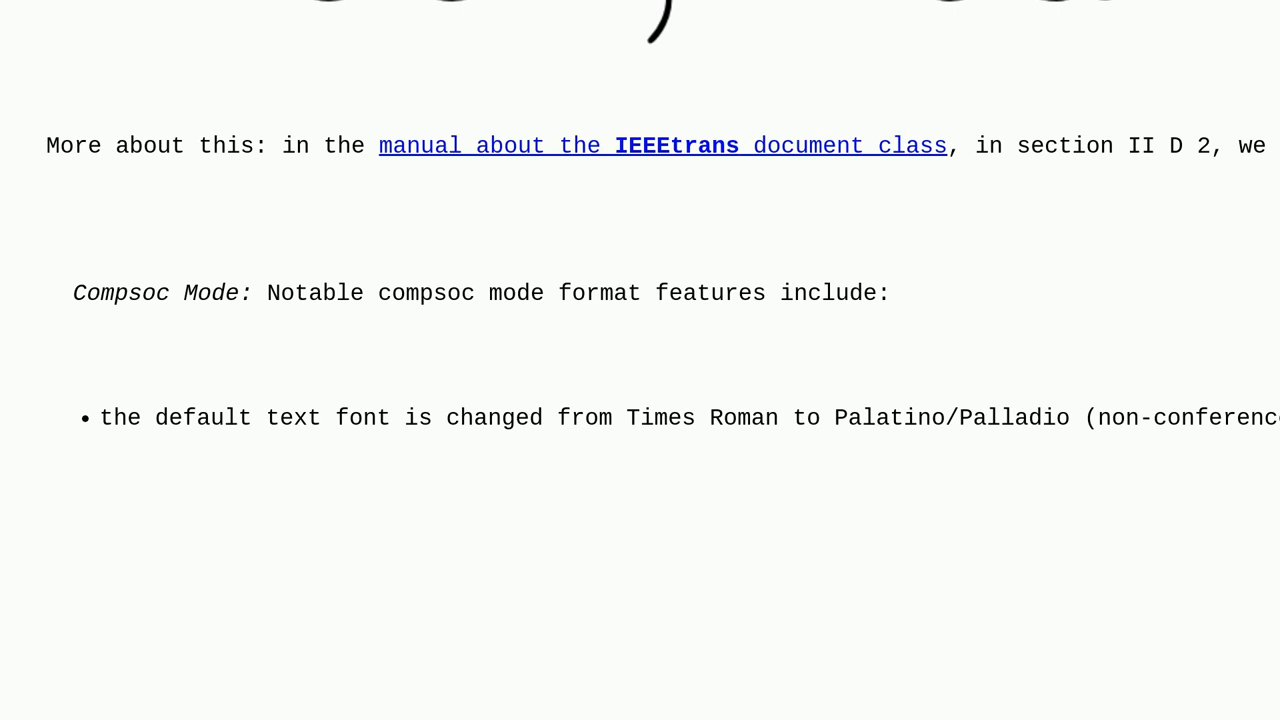 More about this: in the manual about the IEEEtrans document class, in section II D 2, we
Compsoc Mode: Notable compsoc mode format features include:
• the default text font is changed from Times Roman to Palatino/Palladio (non-conference